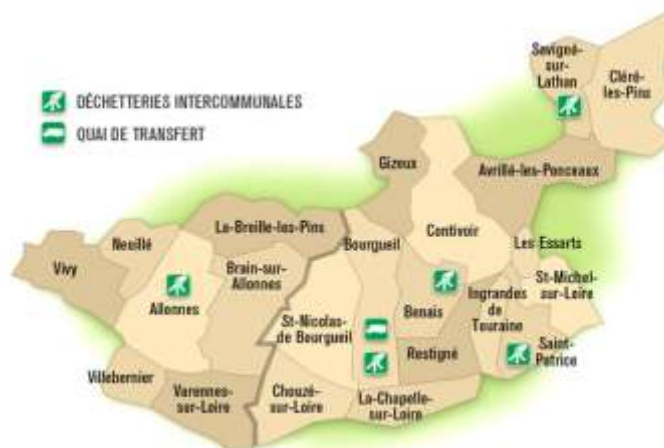 DÉCHETTERIES INTERCOMMUNALES
QUAI DE TRANSFERT
Savigné-
sur-
Lathan
Cléré-
les-Pins
Gizeux
Avrillé-les-Ponceaux
La-Breille-les-Pins
Bourgueil
Continvoir
Les Essarts
Neuillé
Vivy
Brain-sur-
Allonnes
Allonnes
St-Michel-
sur-Loire
Ingrandes
de
Touraine
Benais
St-Nicolas-
de Bourgueil
Restigné
Saint-
Patrice
Villebernier
Varennes-
sur-Loire
Chouzé-
sur-Loire
La-Chapelle-
sur-Loire